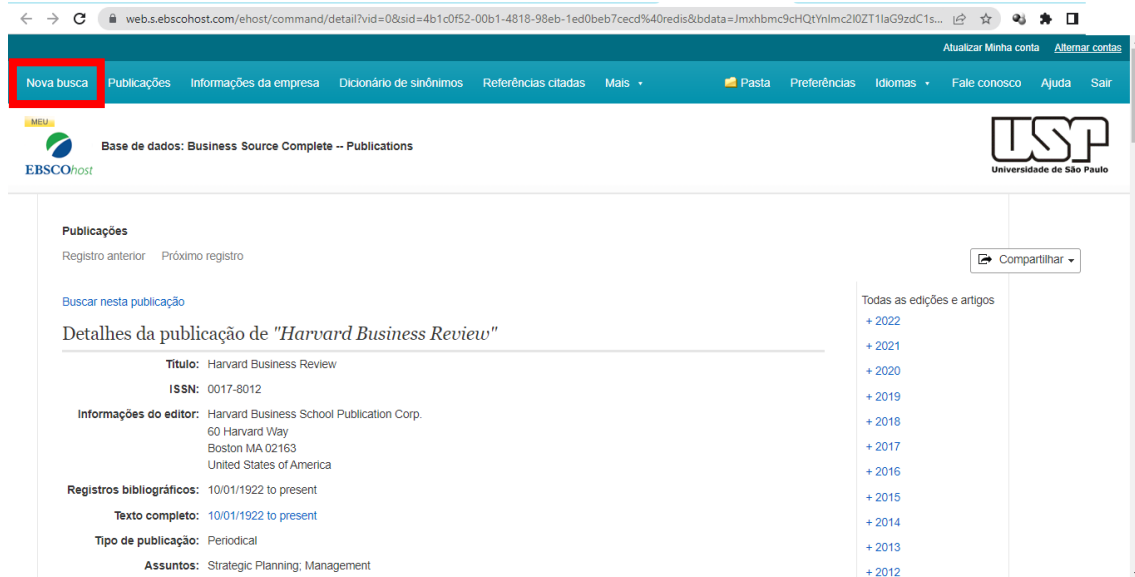 web.s.ebscohost.com/ehost/command/detail?vid=0&sid=4b1c0f52-00b1-4818-98eb-1ed0beb7cecd%40redis&bdata=Jmxhbmc9cHQtYnImc2l0ZT1laG9zdC1s...
Atualizar Minha conta Alternar contas
Nova busca Publicações Informações da empresa Dicionário de sinônimos Referências citadas Mais Pasta Preferências Idiomas Fale conosco Ajuda Sair
MEU
EBSCOhost
Base de dados: Business Source Complete -- Publications
USP
Universidade de São Paulo
Publicações
Registro anterior Próximo registro
Compartilhar
Buscar nesta publicação
Detalhes da publicação de "Harvard Business Review"
Título: Harvard Business Review
ISSN: 0017-8012
Informações do editor: Harvard Business School Publication Corp.
60 Harvard Way
Boston MA 02163
United States of America
Registros bibliográficos: 10/01/1922 to present
Texto completo: 10/01/1922 to present
Tipo de publicação: Periodical
Assuntos: Strategic Planning; Management
Todas as edições e artigos
+ 2022
+ 2021
+ 2020
+ 2019
+ 2018
+ 2017
+ 2016
+ 2015
+ 2014
+ 2013
+ 2012